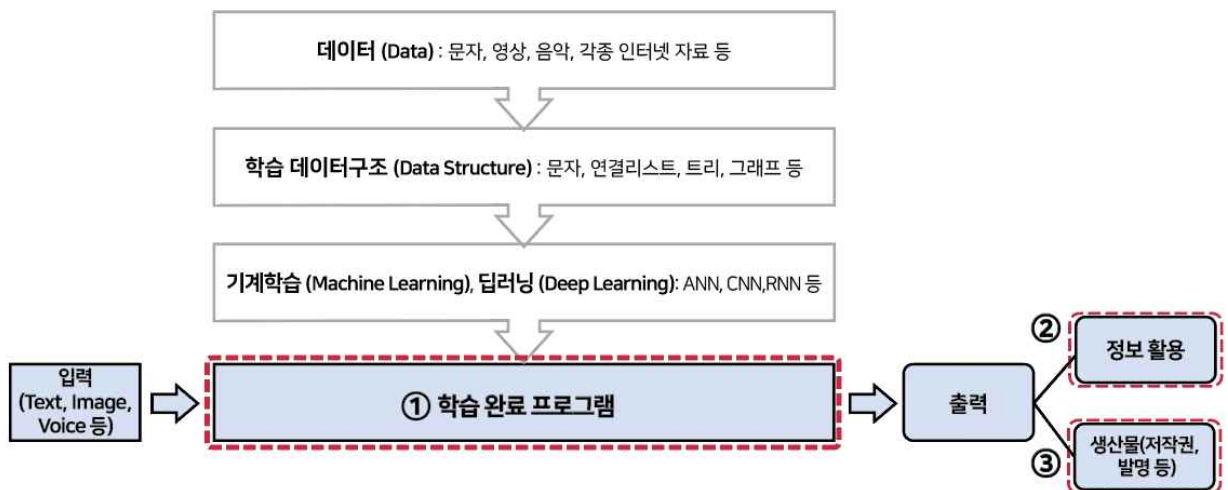 데이터 (Data) : 문자, 영상, 음악, 각종 인터넷 자료 등
학습 데이터구조 (Data Structure) : 문자, 연결리스트, 트리, 그래프 등
기계학습 (Machine Learning), 딥러닝 (Deep Learning): ANN, CNN,RNN 등
입력
(Text, Image,
Voice 등)
① 학습 완료 프로그램
출력
②
정보 활용
③
생산물(저작권,
발명 등)